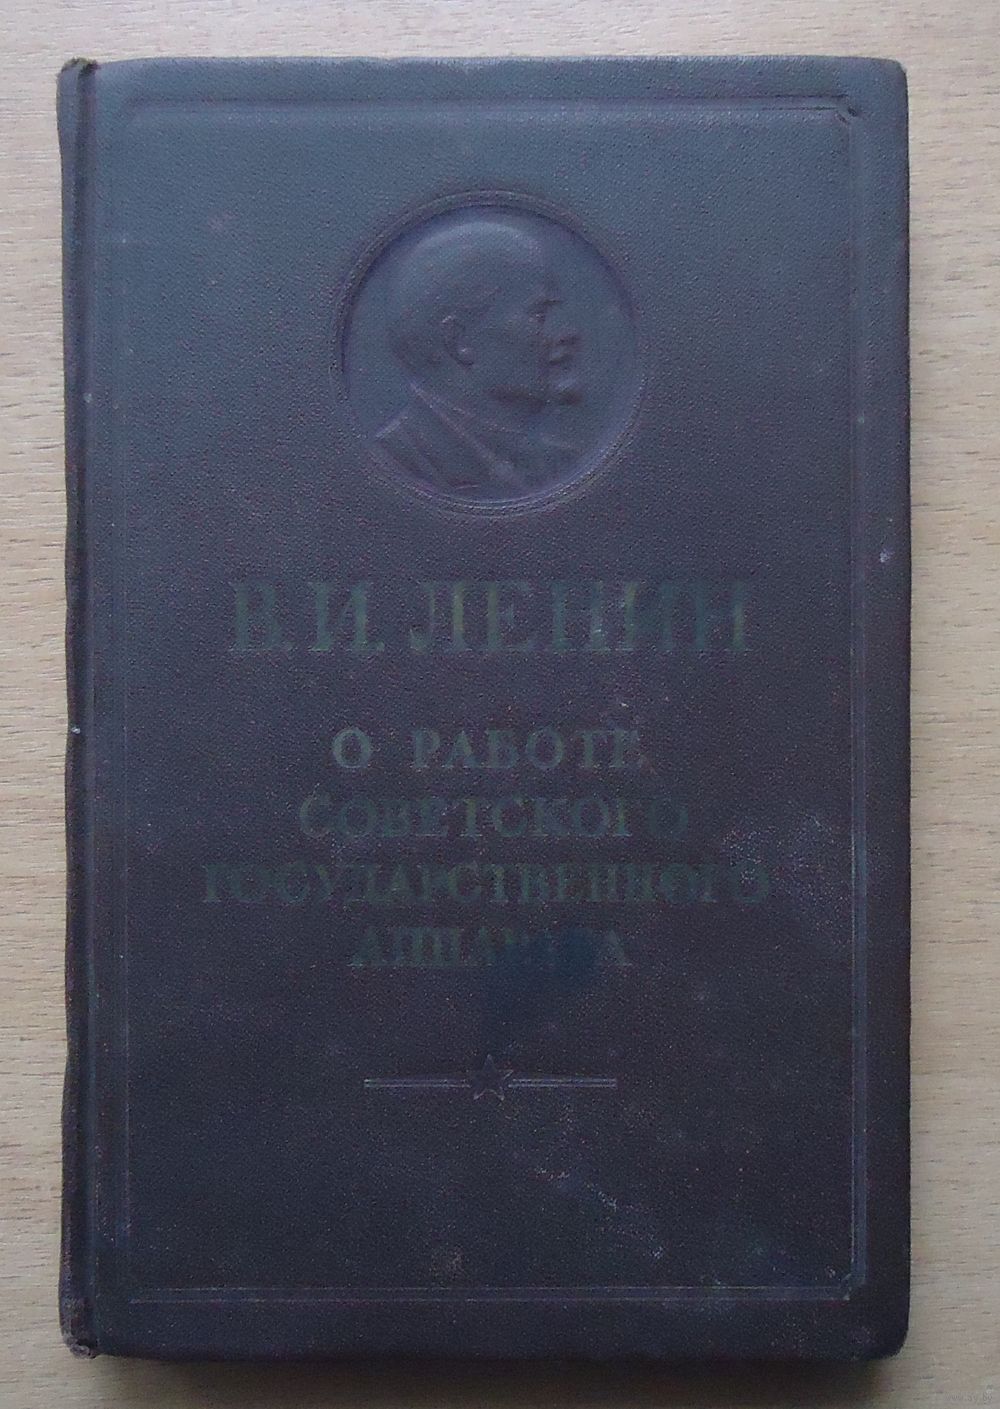 В. И. ЛЕНИН
О РАБОТЕ
СОВЕТСКОГО
ГОСУДАРСТВЕННОГО
АППАРАТА